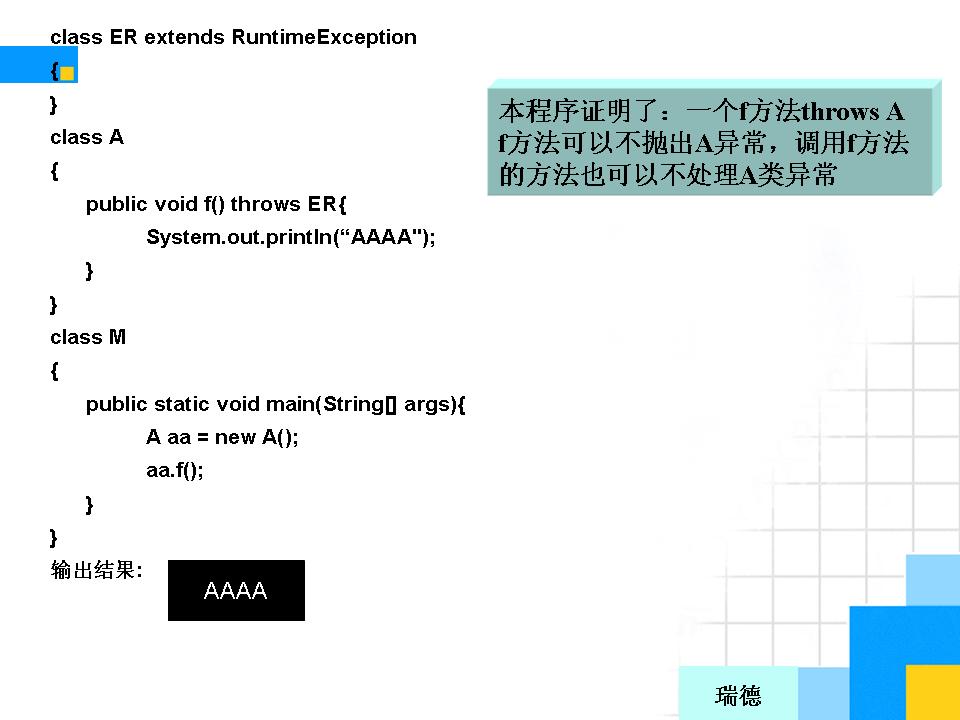 class ER extends RuntimeException
{
}
class A
{
public void f() throws ER{
System.out.println(“AAAA");
}
}
class M
{
public static void main(String[] args){
A aa = new A();
aa.f();
}
}
输出结果:
AAAA
本程序证明了：一个f方法throws A
f方法可以不抛出A异常，调用f方法
的方法也可以不处理A类异常
瑞德